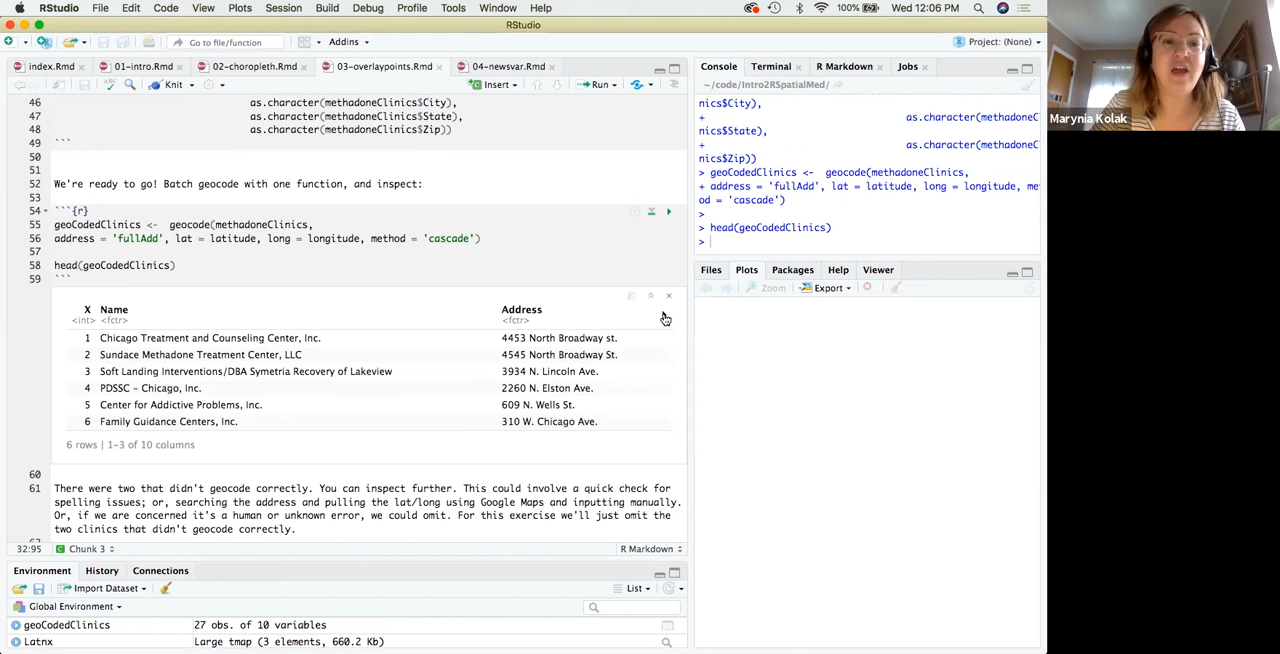 RStudio File Edit Code View Plots Session Build Debug Profile Tools Window Help 100% Wed 12:06 PM
RStudio
Go to file/function Addins Project: (None)
index.Rmd 01-intro.Rmd 02-choropleth.Rmd 03-overlaypoints.Rmd 04-newsvar.Rmd
Knit Insert Run
46 as.character(methadoneClinics$City),
47 as.character(methadoneClinics$State),
48 as.character(methadoneClinics$Zip))
49 ```
50
51
52 We're ready to go! Batch geocode with one function, and inspect:
53
54 ```{r}
55 geoCodedClinics <- geocode(methadoneClinics,
56 address = 'fullAdd', lat = latitude, long = longitude, method = 'cascade')
57
58 head(geoCodedClinics)
59 ```
X Name Address
<int> <fctr> <fctr>
1 Chicago Treatment and Counseling Center, Inc. 4453 North Broadway st.
2 Sundace Methadone Treatment Center, LLC 4545 North Broadway St.
3 Soft Landing Interventions/DBA Symetria Recovery of Lakeview 3934 N. Lincoln Ave.
4 PDSSC – Chicago, Inc. 2260 N. Elston Ave.
5 Center for Addictive Problems, Inc. 609 N. Wells St.
6 Family Guidance Centers, Inc. 310 W. Chicago Ave.
6 rows | 1-3 of 10 columns
60
61 There were two that didn't geocode correctly. You can inspect further. This could involve a quick check for
spelling issues; or, searching the address and pulling the lat/long using Google Maps and inputting manually.
Or, if we are concerned it's a human or unknown error, we could omit. For this exercise we'll just omit the
two clinics that didn't geocode correctly.
32:95 Chunk 3 R Markdown
Environment History Connections
Import Dataset List
Global Environment
geoCodedClinics 27 obs. of 10 variables
Latnx Large tmap (3 elements, 660.2 Kb)
Console Terminal R Markdown Jobs
~/code/Intro2RSpatialMed/
nics$City),
+ as.character(methadoneCli
nics$State),
+ as.character(methadoneCli
nics$Zip))
> geoCodedClinics <- geocode(methadoneClinics,
+ address = 'fullAdd', lat = latitude, long = longitude, met
od = 'cascade')
>
> head(geoCodedClinics)
>
Files Plots Packages Help Viewer
Zoom Export
Marynia Kolak